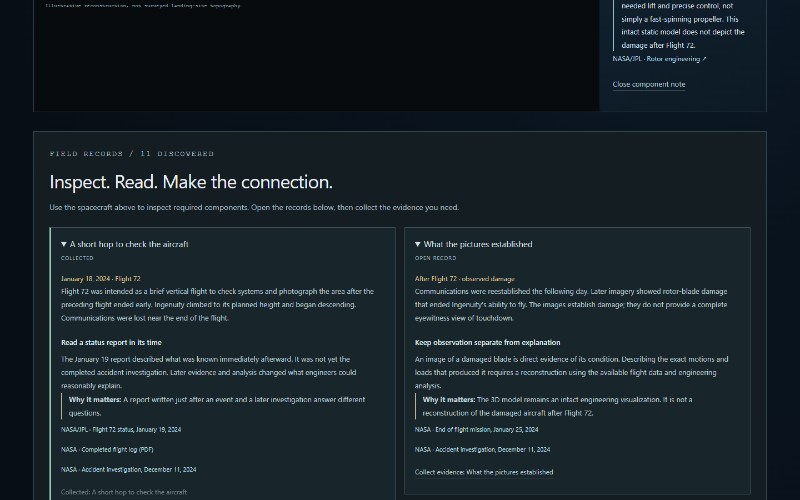 Illustrative reconstruction, not surveyed landing-site topography.
needed lift and precise control, not
simply a fast-spinning propeller. This
intact static model does not depict the
damage after Flight 72.
NASA/JPL · Rotor engineering ↗
Close component note
FIELD RECORDS / 11 DISCOVERED
Inspect. Read. Make the connection.
Use the spacecraft above to inspect required components. Open the records below, then collect the evidence you need.
▼ A short hop to check the aircraft
COLLECTED
January 18, 2024 · Flight 72
Flight 72 was intended as a brief vertical flight to check systems and photograph the area after the
preceding flight ended early. Ingenuity climbed to its planned height and began descending.
Communications were lost near the end of the flight.
Read a status report in its time
The January 19 report described what was known immediately afterward. It was not yet the
completed accident investigation. Later evidence and analysis changed what engineers could
reasonably explain.
Why it matters: A report written just after an event and a later investigation answer different
questions.
NASA/JPL · Flight 72 status, January 19, 2024
NASA · Completed flight log (PDF)
NASA · Accident Investigation, December 11, 2024
Collected: A short hop to check the aircraft
▼ What the pictures established
OPEN RECORD
After Flight 72 · observed damage
Communications were reestablished the following day. Later imagery showed rotor-blade damage
that ended Ingenuity's ability to fly. The images establish damage; they do not provide a complete
eyewitness view of touchdown.
Keep observation separate from explanation
An image of a damaged blade is direct evidence of its condition. Describing the exact motions and
loads that produced it requires a reconstruction using the available flight data and engineering
analysis.
Why it matters: The 3D model remains an intact engineering visualization. It is not a
reconstruction of the damaged aircraft after Flight 72.
NASA · End of flight mission, January 25, 2024
NASA · Accident Investigation, December 11, 2024
Collect evidence: What the pictures established